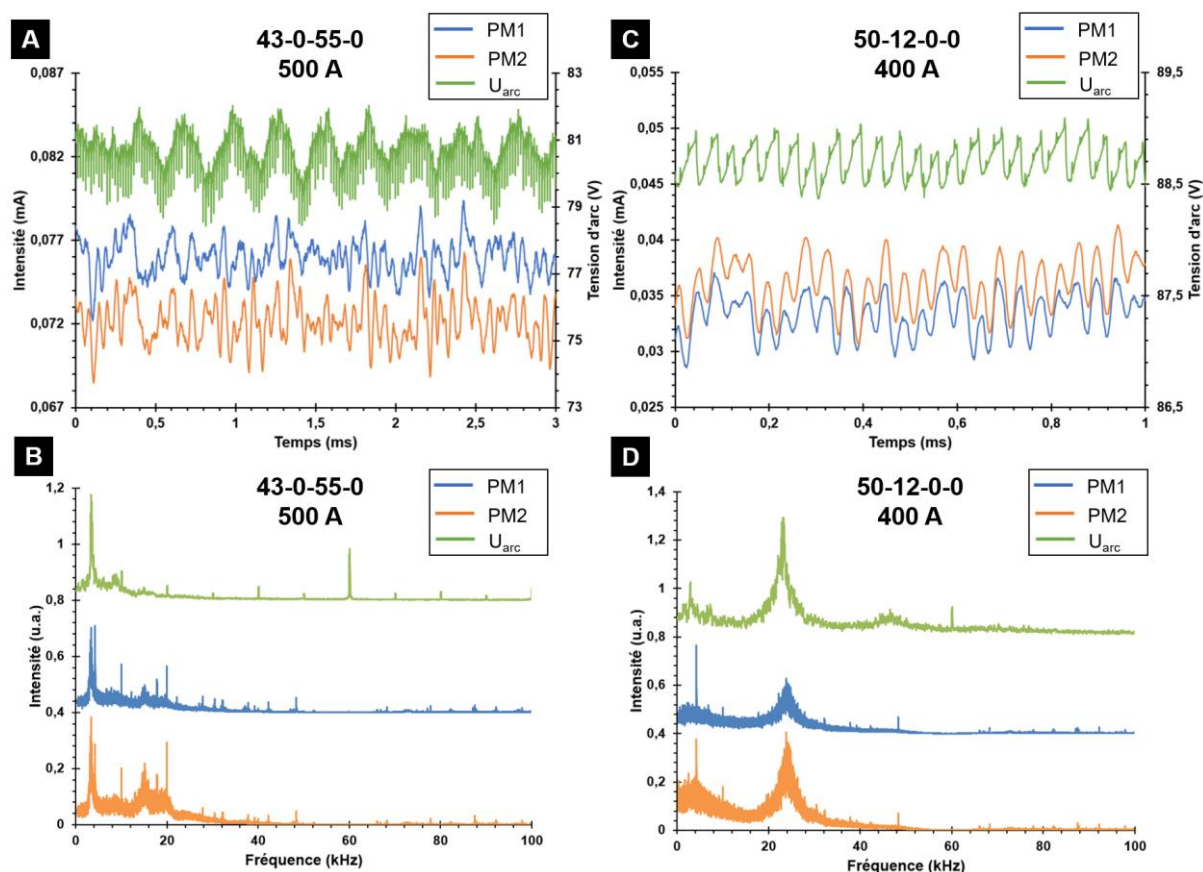 A
43-0-55-0
500 A
PM1
PM2
Uarc
0,087
0,082
0,077
0,072
0,067
Intensité (mA)
83
81
79
77
75
73
Tension d'arc (V)
0
0,5
1
1,5
2
2,5
3
Temps (ms)
C
50-12-0-0
400 A
PM1
PM2
Uarc
0,055
0,05
0,045
0,04
0,035
0,03
0,025
Intensité (mA)
89,5
88,5
87,5
86,5
Tension d'arc (V)
0
0,2
0,4
0,6
0,8
1
Temps (ms)
B
43-0-55-0
500 A
PM1
PM2
Uarc
1,2
1
0,8
0,6
0,4
0,2
0
Intensité (u.a.)
0
20
40
60
80
100
Fréquence (kHz)
D
50-12-0-0
400 A
PM1
PM2
Uarc
1,4
1,2
1
0,8
0,6
0,4
0,2
0
Intensité (u.a.)
0
20
40
60
80
100
Fréquence (kHz)